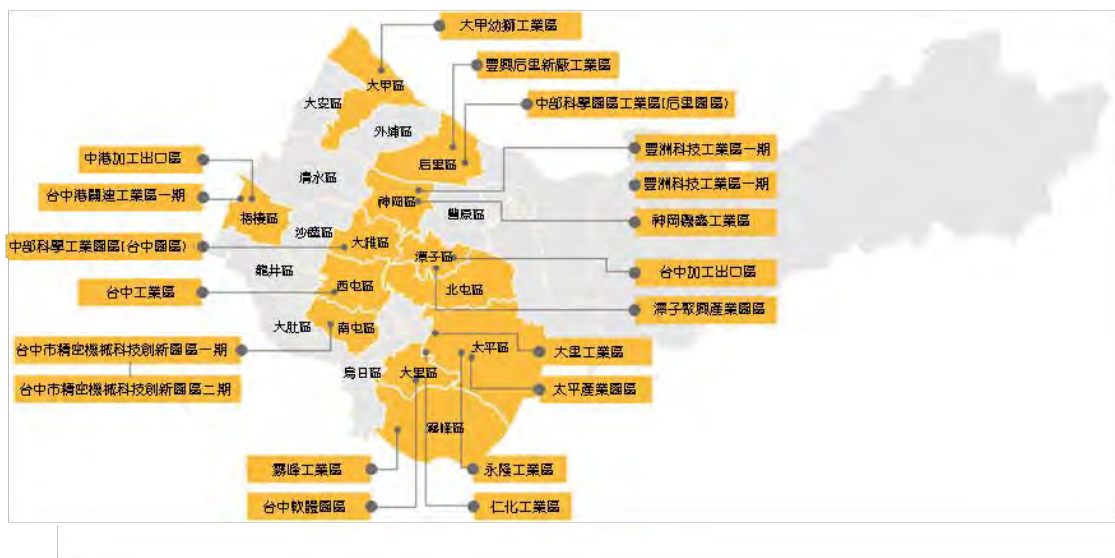 大甲幼獅工業區
豐興后里新廠工業區
大甲區
大安區
中部科學園區工業區(后里園區)
外埔區
豐洲科技工業區一期
中港加工出口區
后里區
清水區
豐洲科技工業區一期
台中港關連工業區一期
神岡區
豐原區
梧棲區
神岡豐洲工業區
沙鹿區
中部科學工業園區(台中園區)
大雅區
潭子區
龍井區
台中加工出口區
西屯區
北屯區
台中工業區
潭子聚興產業園區
大肚區
南屯區
台中市精密機械科技創新園區一期
太平區
大里工業區
烏日區
大里區
台中市精密機械科技創新園區二期
太平產業園區
霧峰區
霧峰工業區
永隆工業區
台中軟體園區
仁化工業區